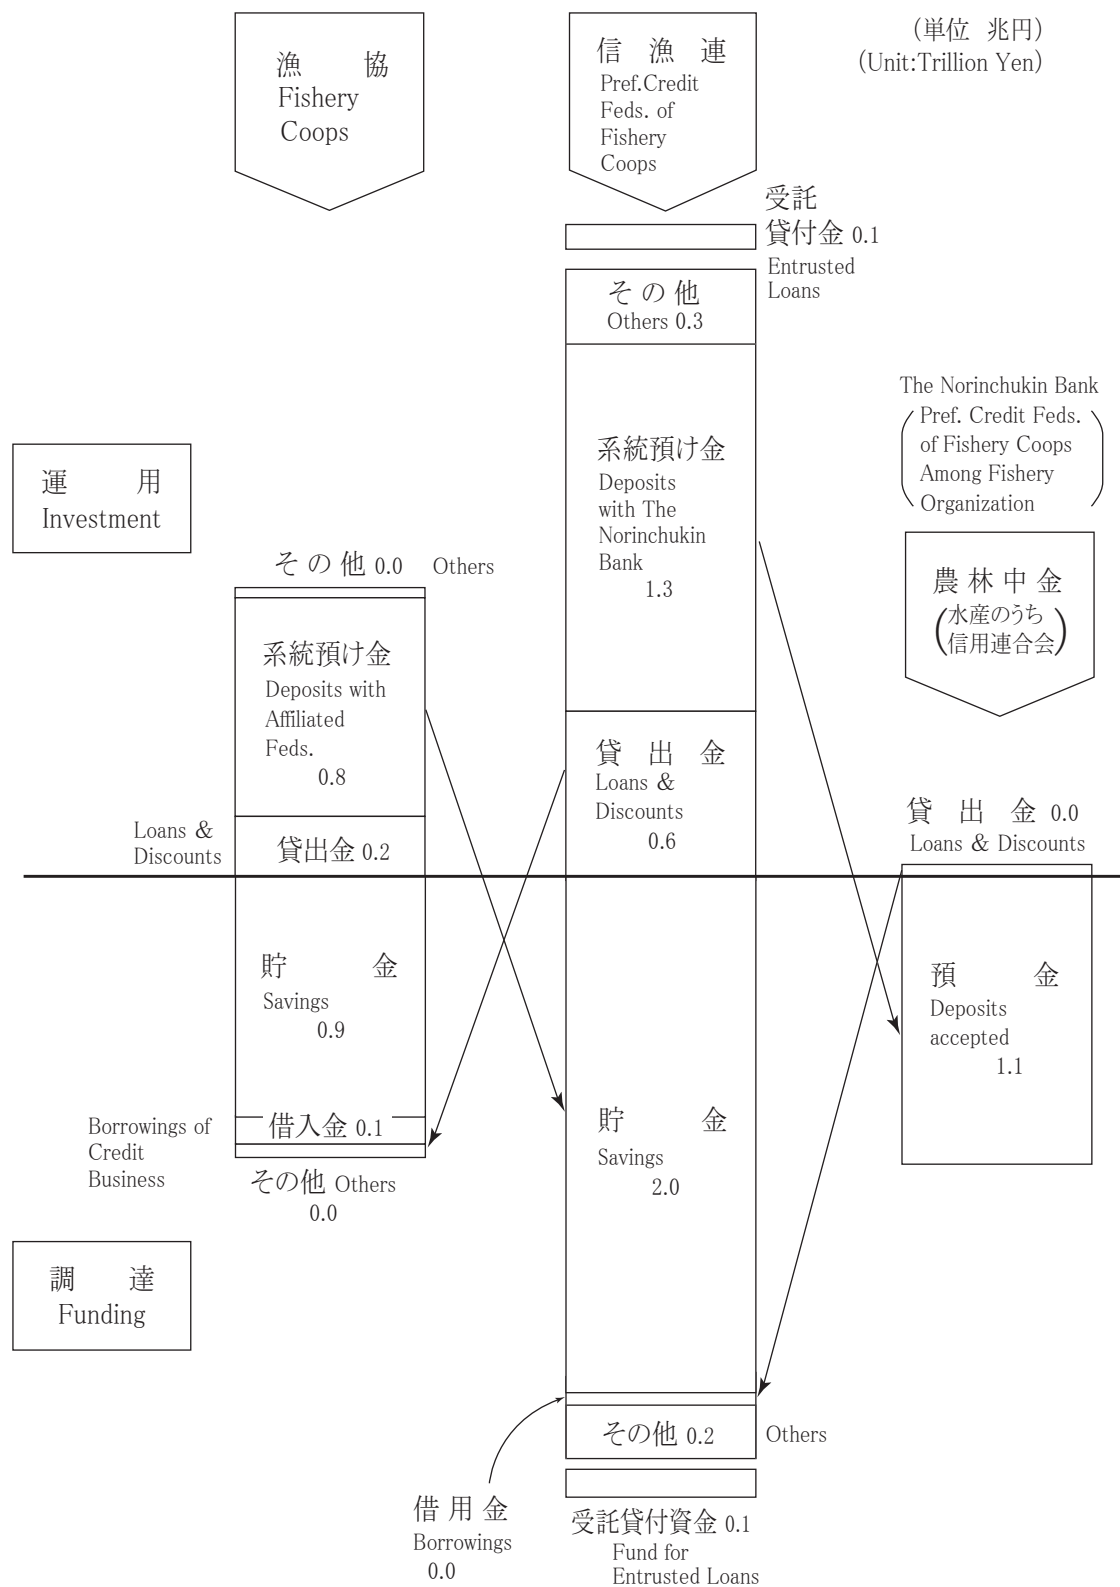 (単位 兆円)
(Unit:Trillion Yen)
漁 協
Fishery
Coops
信 漁 連
Pref.Credit
Feds. of
Fishery
Coops
受託
貸付金 0.1
Entrusted
Loans
その他
Others 0.3
系統預け金
Deposits
with The
Norinchukin
Bank
1.3
貸 出 金
Loans &
Discounts
0.6
The Norinchukin Bank
(Pref. Credit Feds.
of Fishery Coops
Among Fishery
Organization)
農 林 中 金
(水産のうち
信用連合会)
運 用
Investment
その他 0.0 Others
系統預け金
Deposits with
Affiliated
Feds.
0.8
Loans &
Discounts
貸出金 0.2
貸 出 金 0.0
Loans & Discounts
貯 金
Savings
0.9
Borrowings of
Credit
Business
借入金 0.1
その他 Others
0.0
貯 金
Savings
2.0
預 金
Deposits
accepted
1.1
調 達
Funding
その他 0.2 Others
借 用 金
Borrowings
0.0
受託貸付資金 0.1
Fund for
Entrusted Loans